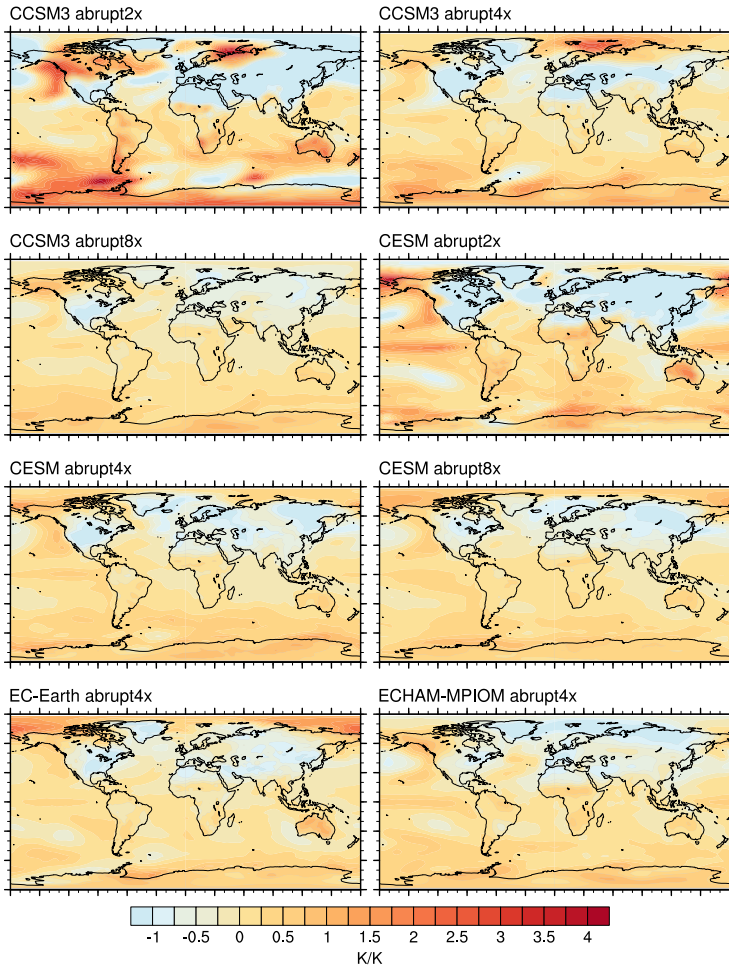 CCSM3 abrupt2x
CCSM3 abrupt4x
CCSM3 abrupt8x
CESM abrupt2x
CESM abrupt4x
CESM abrupt8x
EC-Earth abrupt4x
ECHAM-MPIOM abrupt4x
-1 -0.5 0 0.5 1 1.5 2 2.5 3 3.5 4
K/K